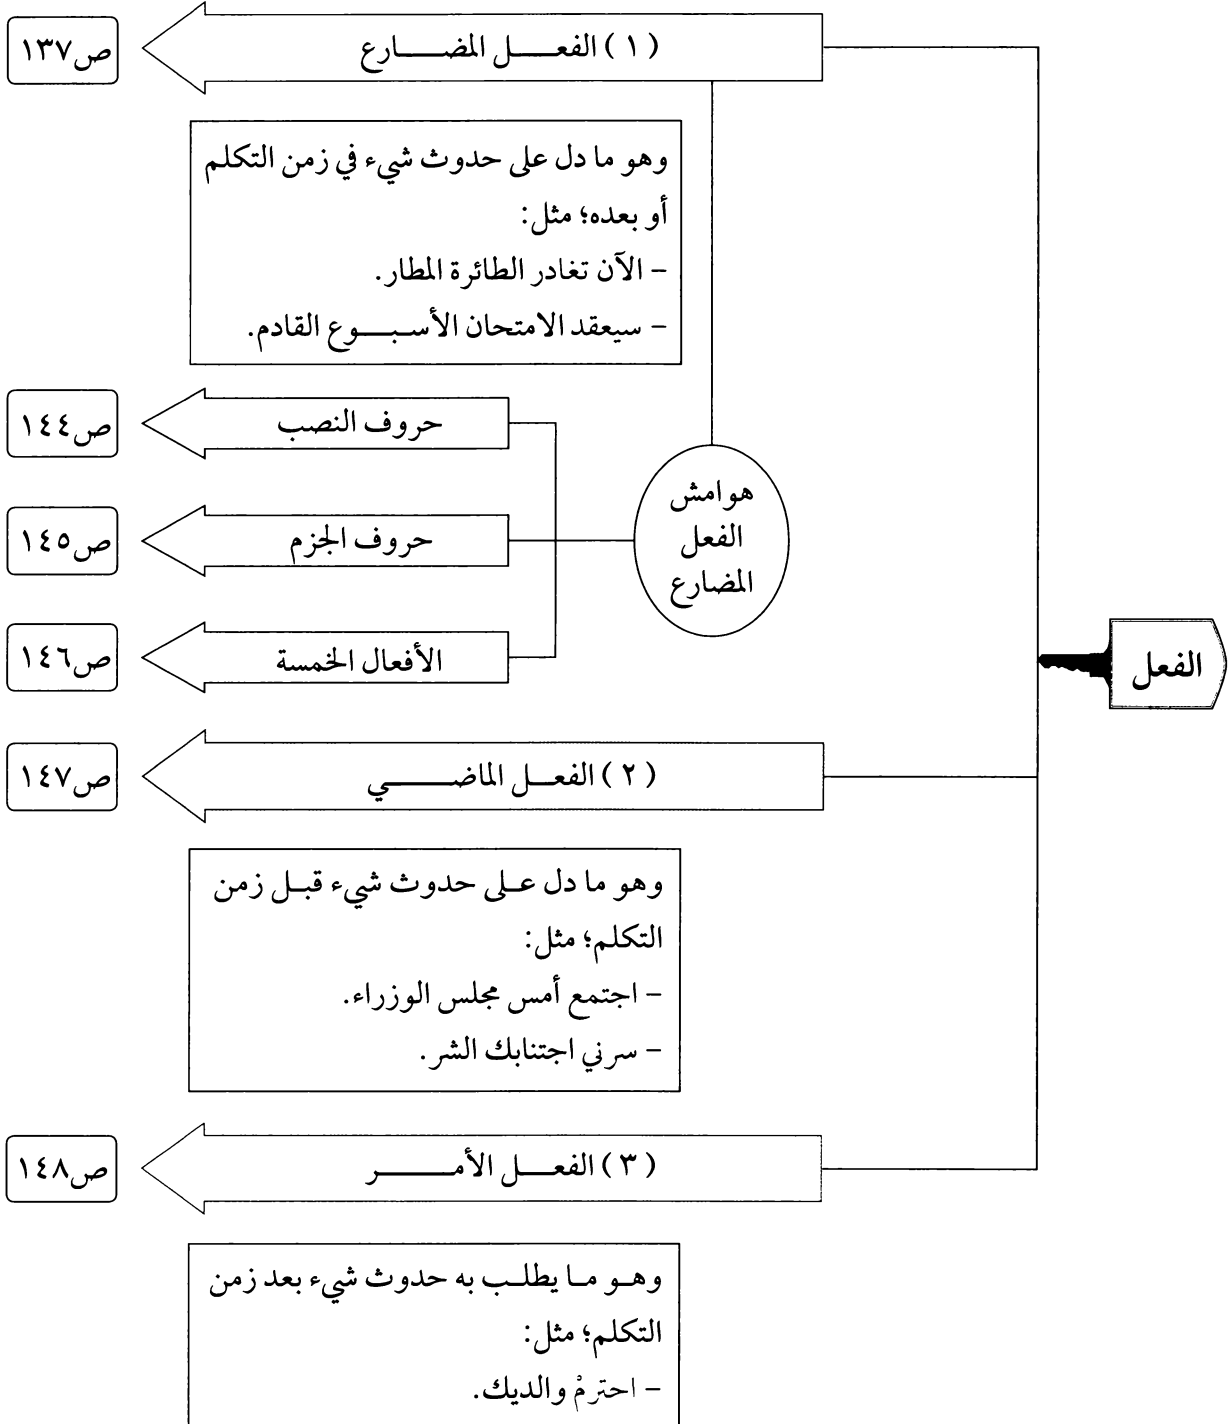 الفعل
(١) الفعل المضارع
ص١٣٧
وهو ما دل على حدوث شيء في زمن التكلم
أو بعده؛ مثل:
– الآن تغادر الطائرة المطار.
– سيعقد الامتحان الأسبوع القادم.
هوامش
الفعل
المضارع
حروف النصب
ص١٤٤
حروف الجزم
ص١٤٥
الأفعال الخمسة
ص١٤٦
(٢) الفعل الماضي
ص١٤٧
وهو ما دل على حدوث شيء قبل زمن
التكلم؛ مثل:
– اجتمع أمس مجلس الوزراء.
– سرني اجتنابك الشر.
(٣) الفعل الأمر
ص١٤٨
وهو ما يطلب به حدوث شيء بعد زمن
التكلم؛ مثل:
– احترمْ والديك.